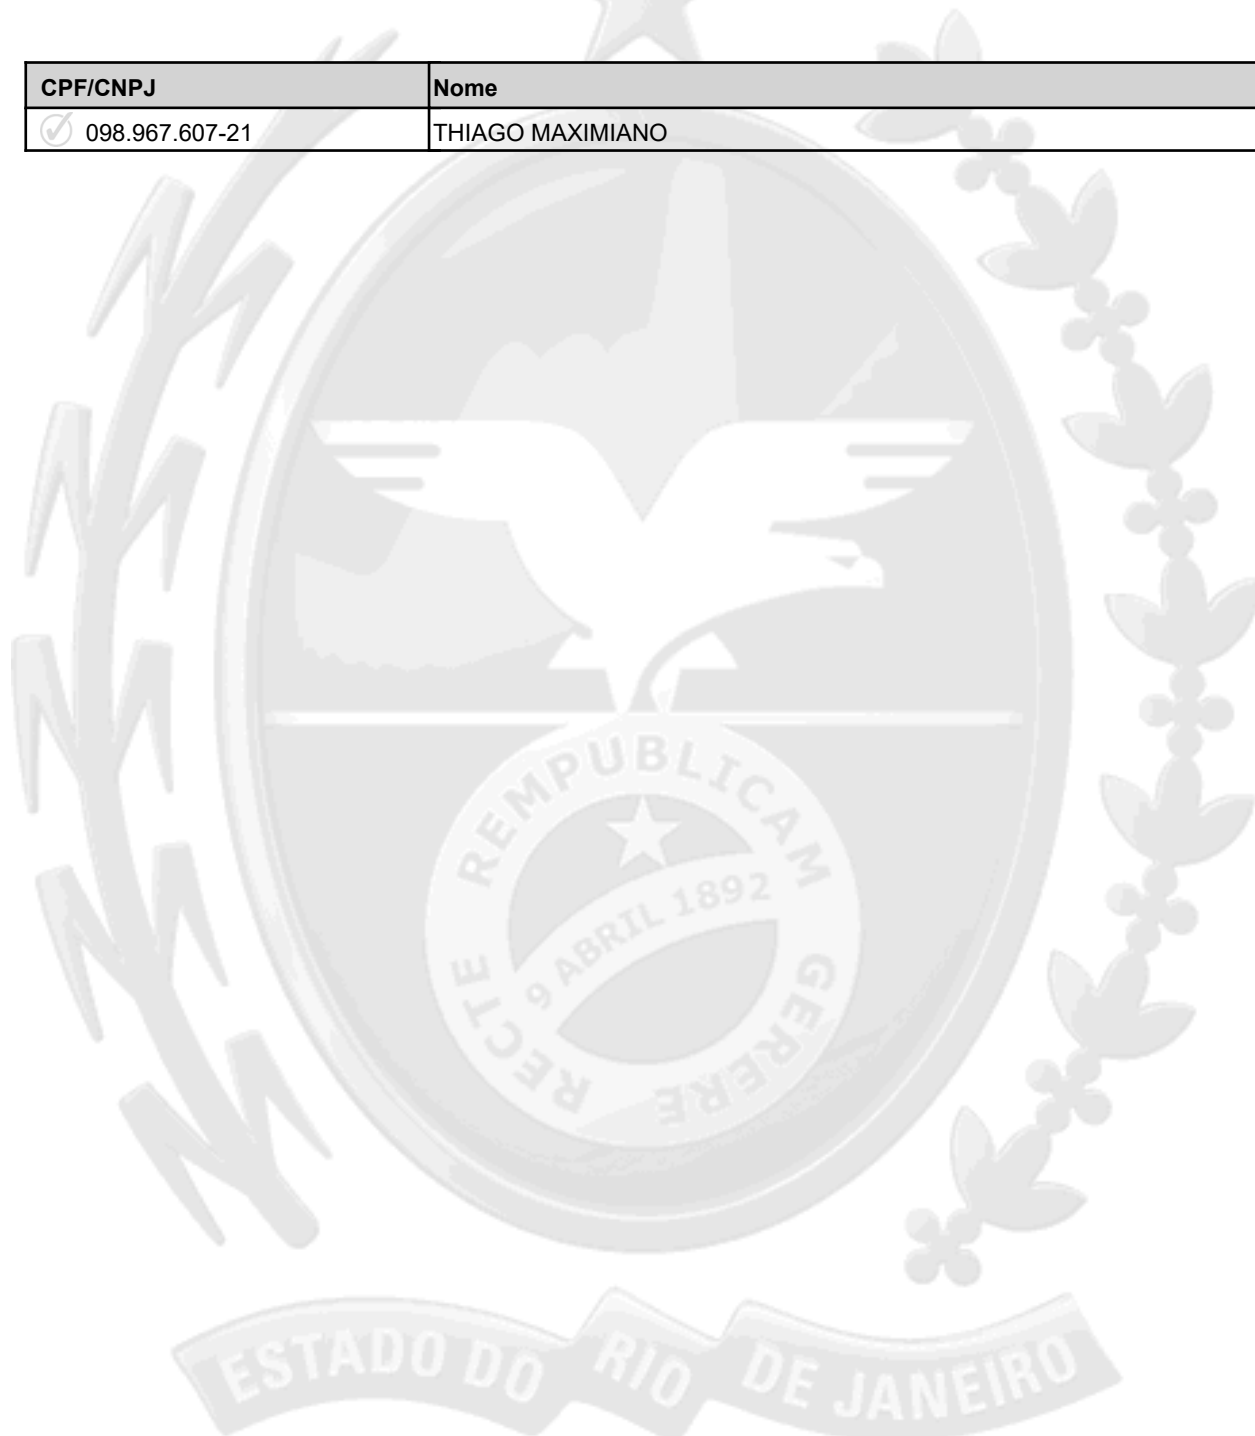 CPF/CNPJ Nome
098.967.607-21 THIAGO MAXIMIANO
REMPUBLICAM
9 ABRIL 1892
RECTE GERERE
ESTADO DO RIO DE JANEIRO